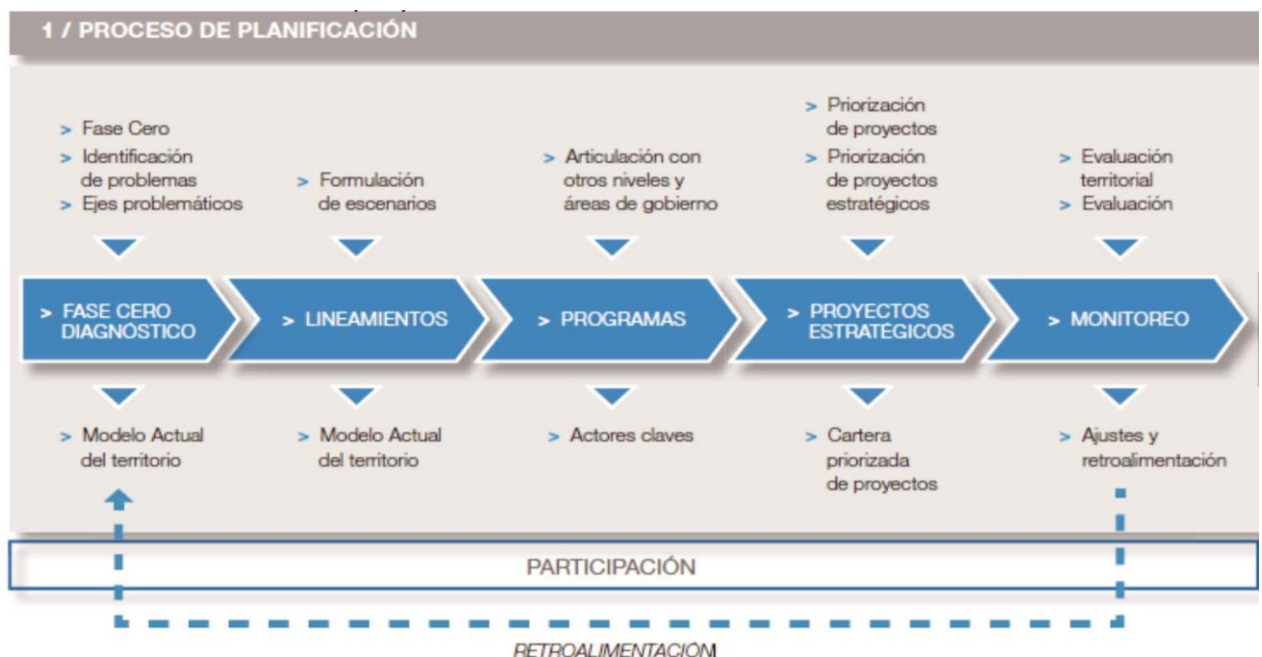 1 / PROCESO DE PLANIFICACIÓN
> Fase Cero
> Identificación
de problemas
> Ejes problemáticos
> Formulación
de escenarios
> Articulación con
otros niveles y
áreas de gobierno
> Priorización
de proyectos
> Priorización
de proyectos
estratégicos
> Evaluación
territorial
> Evaluación
> FASE CERO
DIAGNÓSTICO
> LINEAMIENTOS
> PROGRAMAS
> PROYECTOS
ESTRATÉGICOS
> MONITOREO
> Modelo Actual
del territorio
> Modelo Actual
del territorio
> Actores claves
> Cartera
priorizada
de proyectos
> Ajustes y
retroalimentación
PARTICIPACIÓN
RETROALIMENTACIÓN